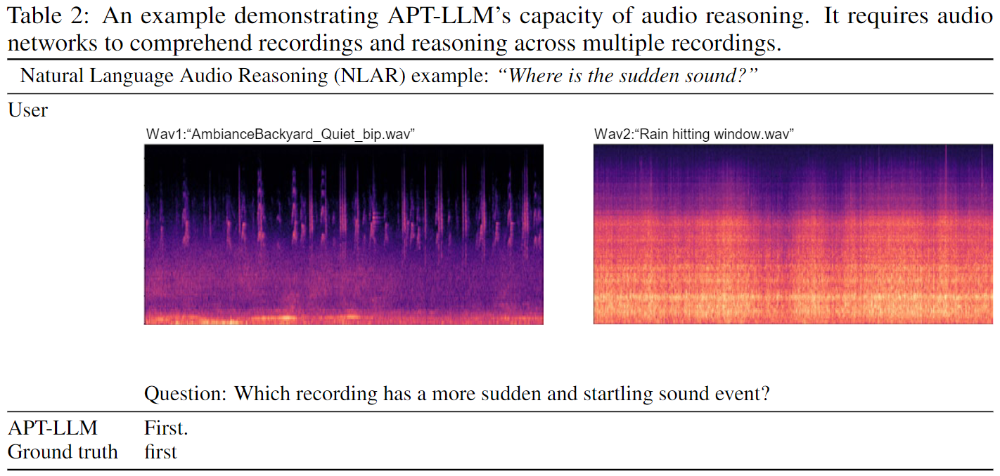 Table 2: An example demonstrating APT-LLM's capacity of audio reasoning. It requires audio
networks to comprehend recordings and reasoning across multiple recordings.
Natural Language Audio Reasoning (NLAR) example: “Where is the sudden sound?”
User
Wav1:“AmbianceBackyard_Quiet_bip.wav”
Wav2:“Rain hitting window.wav”
Question: Which recording has a more sudden and startling sound event?
APT-LLM First.
Ground truth first